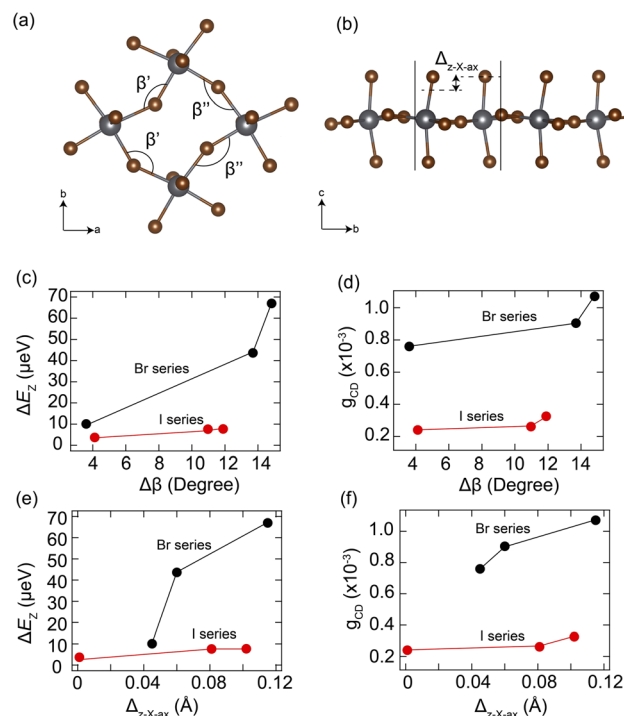 (a)
β'
β''
β'
β''
b
a
(b)
Δz-X-ax
c
b
(c)
70
60
50
40
30
20
10
0
ΔE_Z (μeV)
Br series
I series
4 6 8 10 12 14
Δβ (Degree)
(d)
1.0
0.8
0.6
0.4
0.2
g_CD (x10⁻³)
Br series
I series
4 6 8 10 12 14
Δβ (Degree)
(e)
70
60
50
40
30
20
10
0
ΔE_Z (μeV)
Br series
I series
0 0.04 0.08 0.12
Δz-X-ax (Å)
(f)
1.0
0.8
0.6
0.4
0.2
g_CD (x10⁻³)
Br series
I series
0 0.04 0.08 0.12
Δz-X-ax (Å)